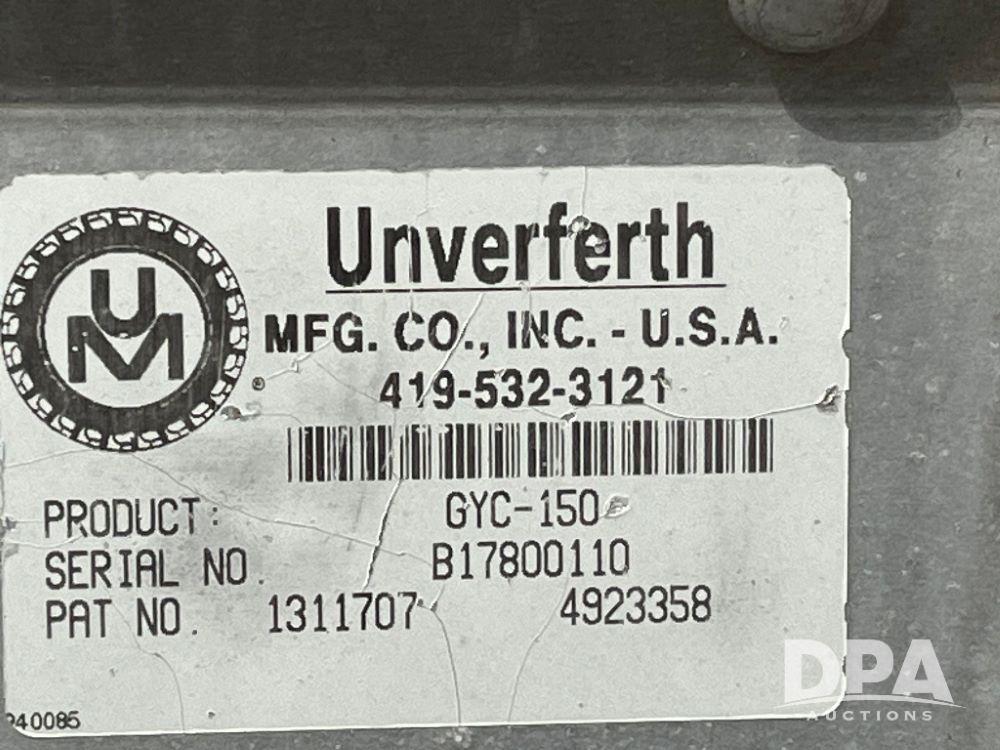 Unverferth
MFG. CO., INC. - U.S.A.
419-532-3121
UM
®
PRODUCT: GYC-150
SERIAL NO. B17800110
PAT NO. 1311707 4923358
940085
DPA
AUCTIONS